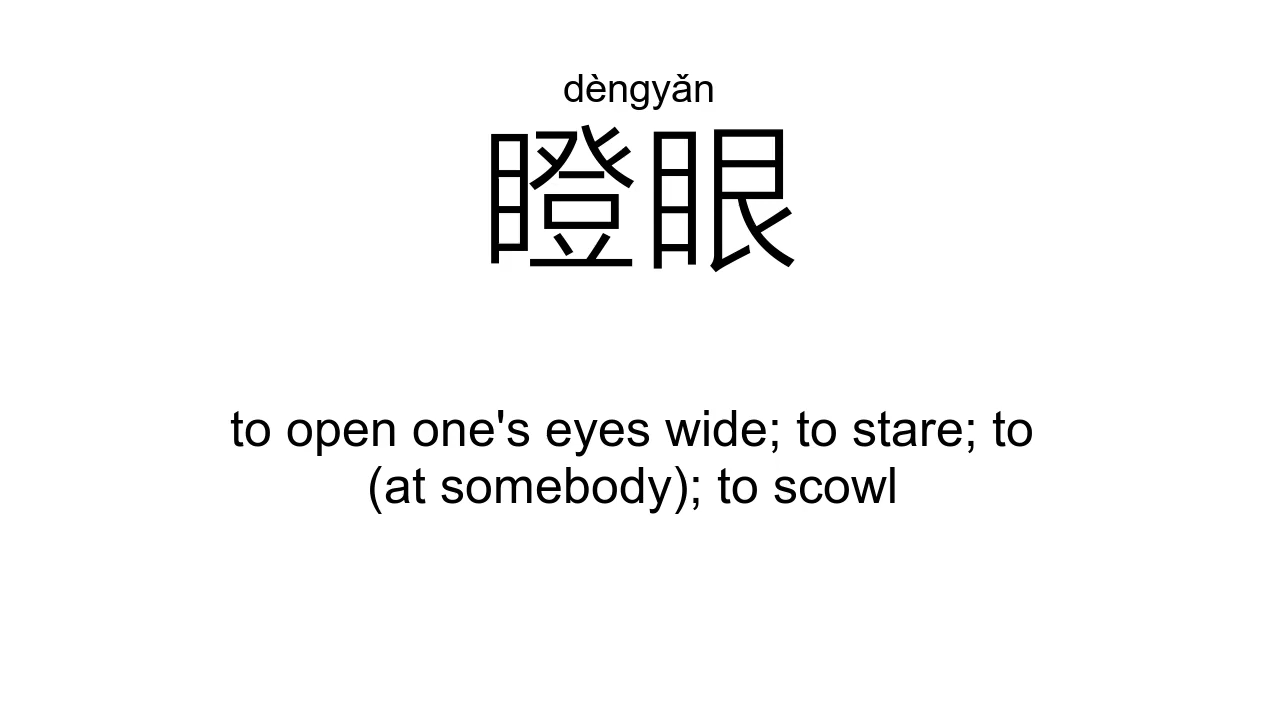 dèngyǎn
瞪眼
to open one's eyes wide; to stare; to
(at somebody); to scowl